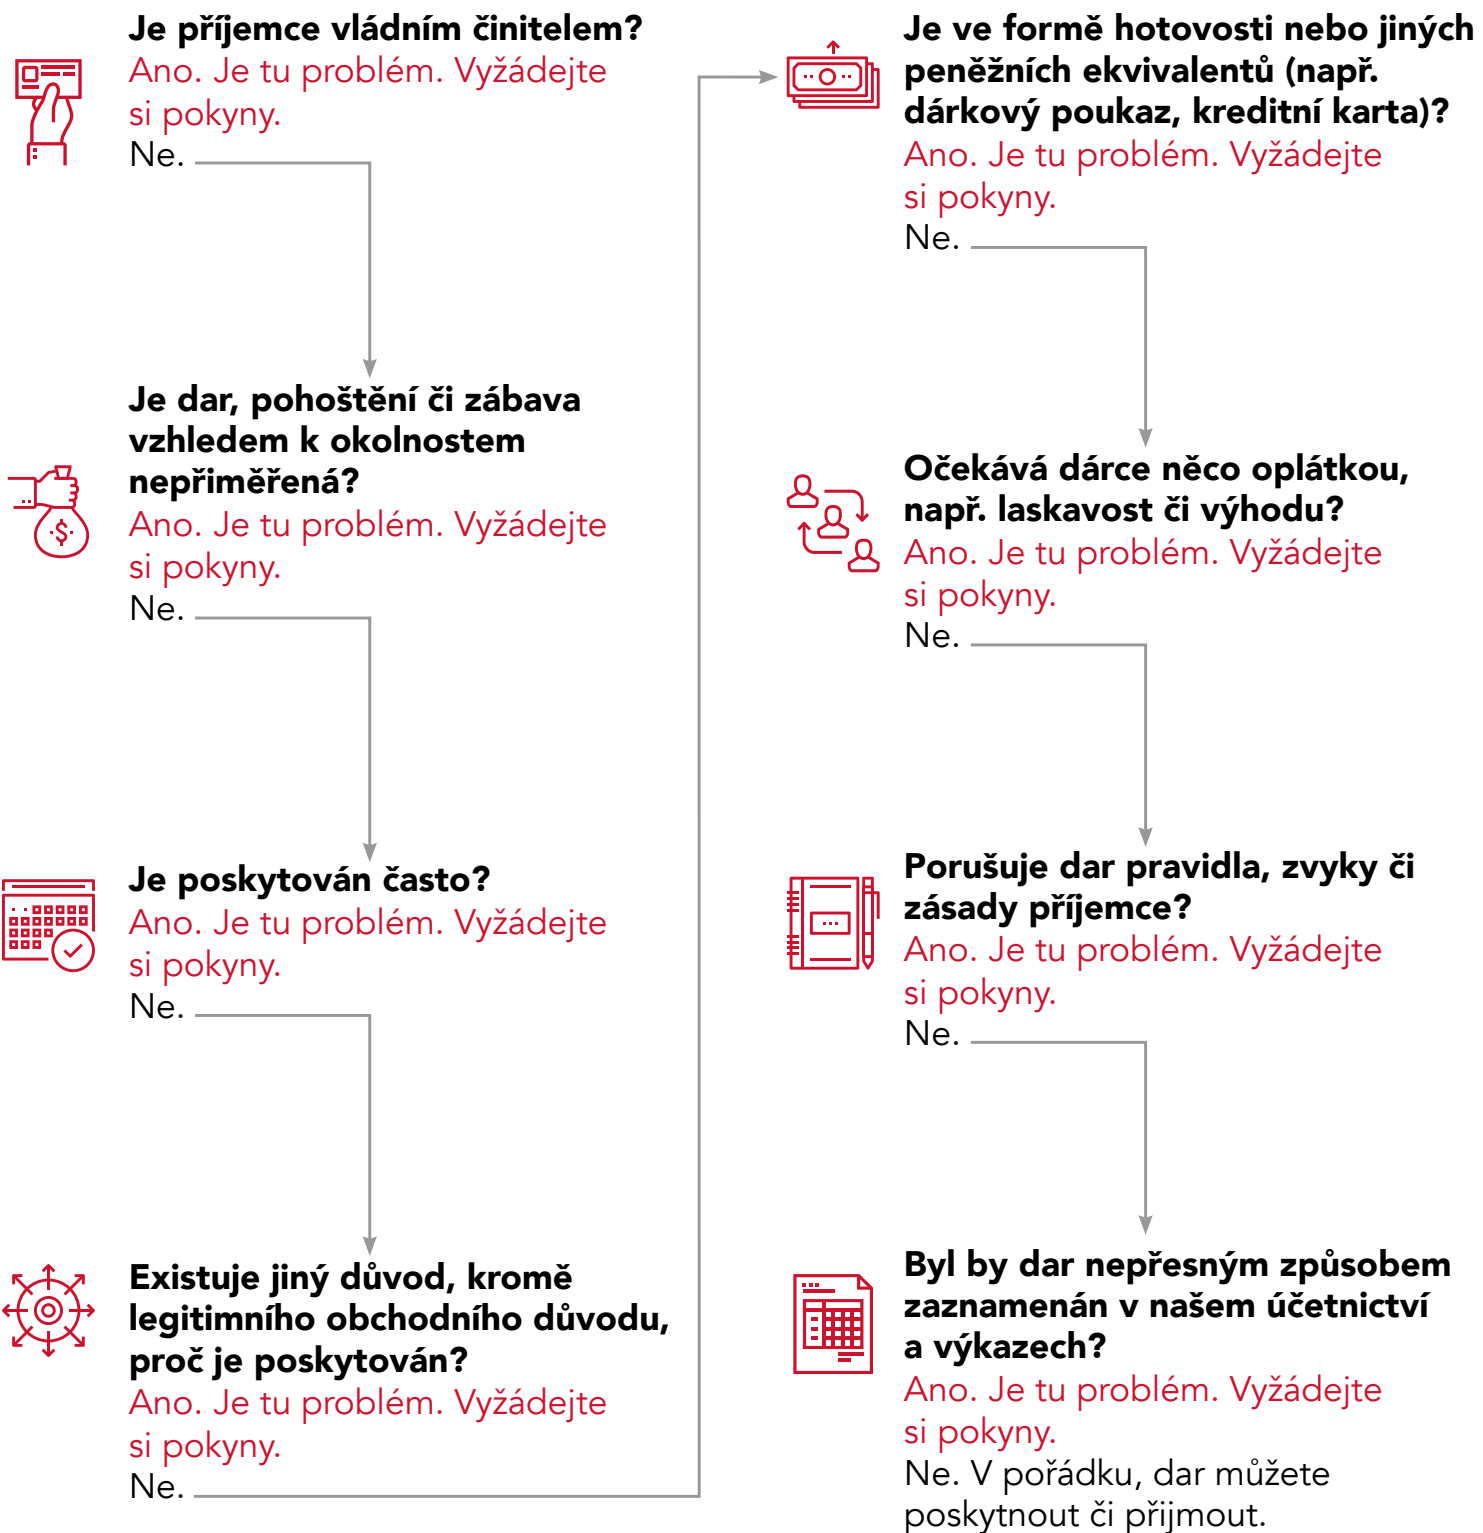 Je příjemce vládním činitelem?
Ano. Je tu problém. Vyžádejte
si pokyny.
Ne.
Je dar, pohoštění či zábava
vzhledem k okolnostem
nepřiměřená?
Ano. Je tu problém. Vyžádejte
si pokyny.
Ne.
Je poskytován často?
Ano. Je tu problém. Vyžádejte
si pokyny.
Ne.
Existuje jiný důvod, kromě
legitimního obchodního důvodu,
proč je poskytován?
Ano. Je tu problém. Vyžádejte
si pokyny.
Ne.
Je ve formě hotovosti nebo jiných
peněžních ekvivalentů (např.
dárkový poukaz, kreditní karta)?
Ano. Je tu problém. Vyžádejte
si pokyny.
Ne.
Očekává dárce něco oplátkou,
např. laskavost či výhodu?
Ano. Je tu problém. Vyžádejte
si pokyny.
Ne.
Porušuje dar pravidla, zvyky či
zásady příjemce?
Ano. Je tu problém. Vyžádejte
si pokyny.
Ne.
Byl by dar nepřesným způsobem
zaznamenán v našem účetnictví
a výkazech?
Ano. Je tu problém. Vyžádejte
si pokyny.
Ne. V pořádku, dar můžete
poskytnout či přijmout.